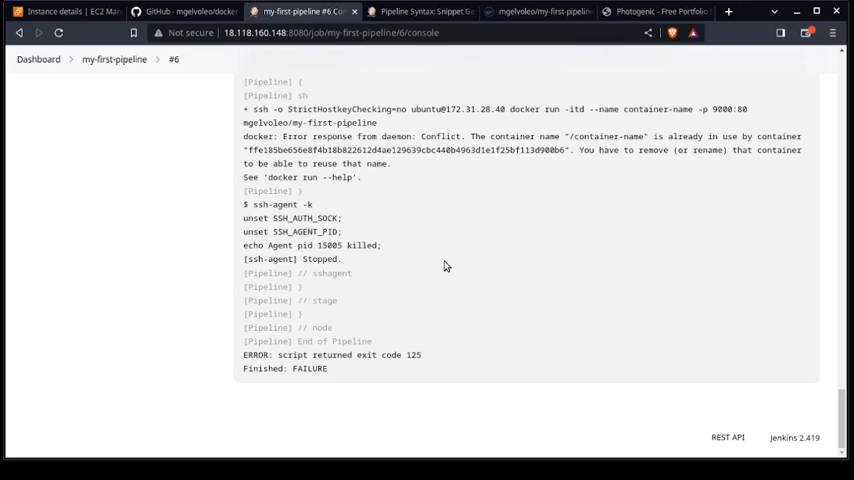 Instance details | EC2 Man
GitHub - mgelvoleo/docker
my-first-pipeline #6 Con
Pipeline Syntax: Snippet Ge
mgelvoleo/my-first-pipeline
Photogenic - Free Portfolio
Not secure
18.118.160.148:8080/job/my-first-pipeline/6/console
Dashboard
my-first-pipeline
#6
[Pipeline] {
[Pipeline] sh
+ ssh -o StrictHostkeyChecking=no ubuntu@172.31.28.40 docker run -itd --name container-name -p 9000:80
mgelvoleo/my-first-pipeline
docker: Error response from daemon: Conflict. The container name "/container-name" is already in use by container
"ffe185be656e8f4b18b822612d4ae129639cbc440b4963d1e1f25bf113d900b6". You have to remove (or rename) that container
to be able to reuse that name.
See 'docker run --help'.
[Pipeline] }
$ ssh-agent -k
unset SSH_AUTH_SOCK;
unset SSH_AGENT_PID;
echo Agent pid 15005 killed;
[ssh-agent] Stopped.
[Pipeline] // sshagent
[Pipeline] }
[Pipeline] // stage
[Pipeline] }
[Pipeline] // node
[Pipeline] End of Pipeline
ERROR: script returned exit code 125
Finished: FAILURE
REST API
Jenkins 2.419